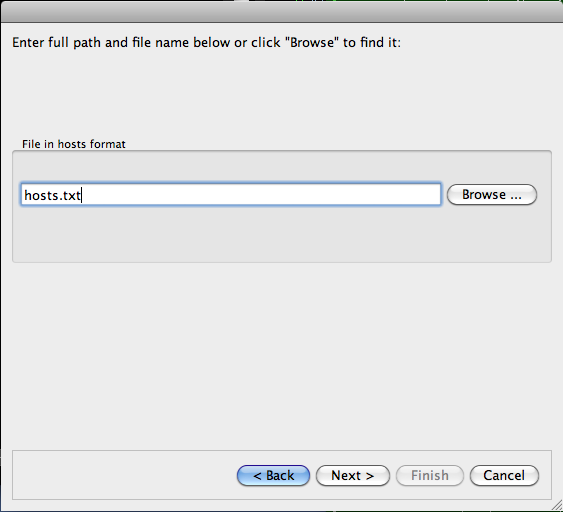 Enter full path and file name below or click "Browse" to find it:
File in hosts format
hosts.txt
Browse ...
< Back
Next >
Finish
Cancel